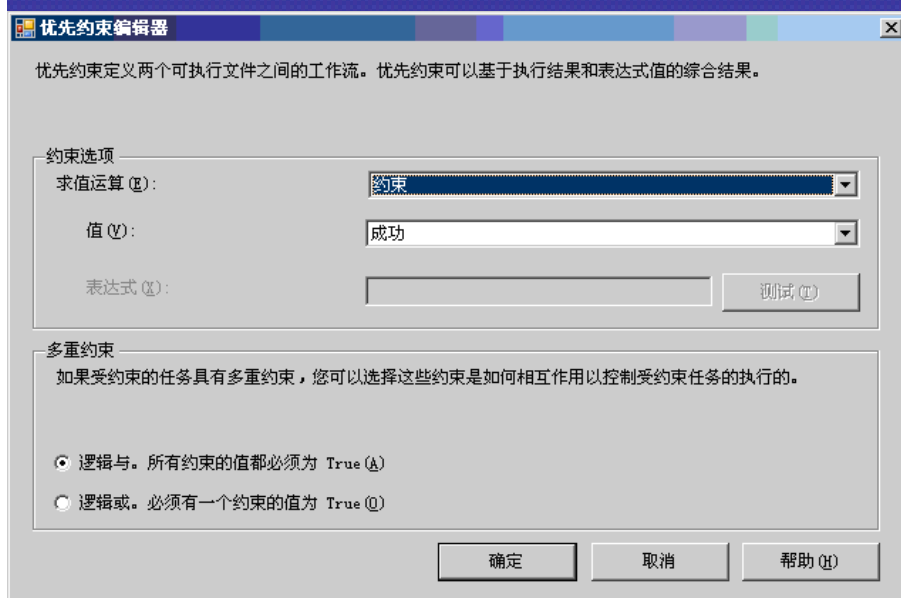 优先约束编辑器
优先约束定义两个可执行文件之间的工作流。优先约束可以基于执行结果和表达式值的综合结果。
约束选项
求值运算(E): 约束
值(V): 成功
表达式(X): 测试(T)
多重约束
如果受约束的任务具有多重约束，您可以选择这些约束是如何相互作用以控制受约束任务的执行的。
逻辑与。所有约束的值都必须为 True(A)
逻辑或。必须有一个约束的值为 True(O)
确定 取消 帮助(H)